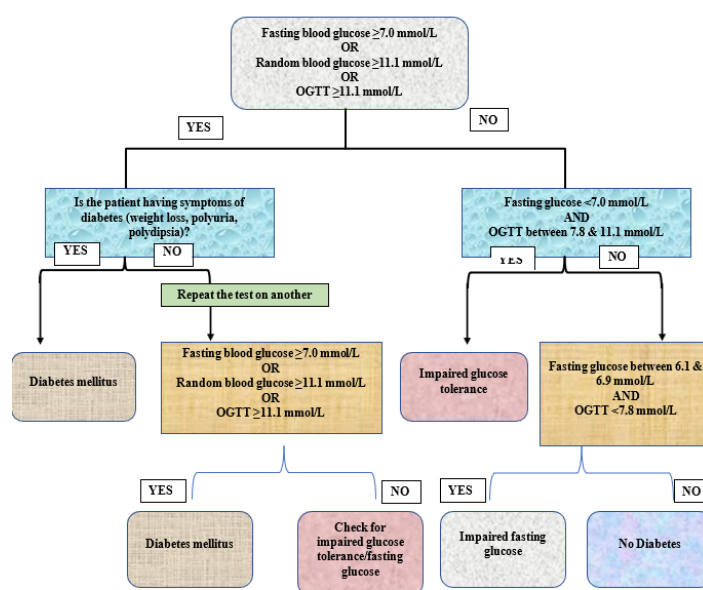 Fasting blood glucose ≥7.0 mmol/L
OR
Random blood glucose ≥11.1 mmol/L
OR
OGTT ≥11.1 mmol/L
YES
NO
Is the patient having symptoms of
diabetes (weight loss, polyuria,
polydipsia)?
Fasting glucose <7.0 mmol/L
AND
OGTT between 7.8 & 11.1 mmol/L
YES
NO
YES
NO
Repeat the test on another
Diabetes mellitus
Fasting blood glucose ≥7.0 mmol/L
OR
Random blood glucose ≥11.1 mmol/L
OR
OGTT ≥11.1 mmol/L
Impaired glucose
tolerance
Fasting glucose between 6.1 &
6.9 mmol/L
AND
OGTT <7.8 mmol/L
YES
NO
YES
NO
Diabetes mellitus
Check for
impaired glucose
tolerance/fasting
glucose
Impaired fasting
glucose
No Diabetes